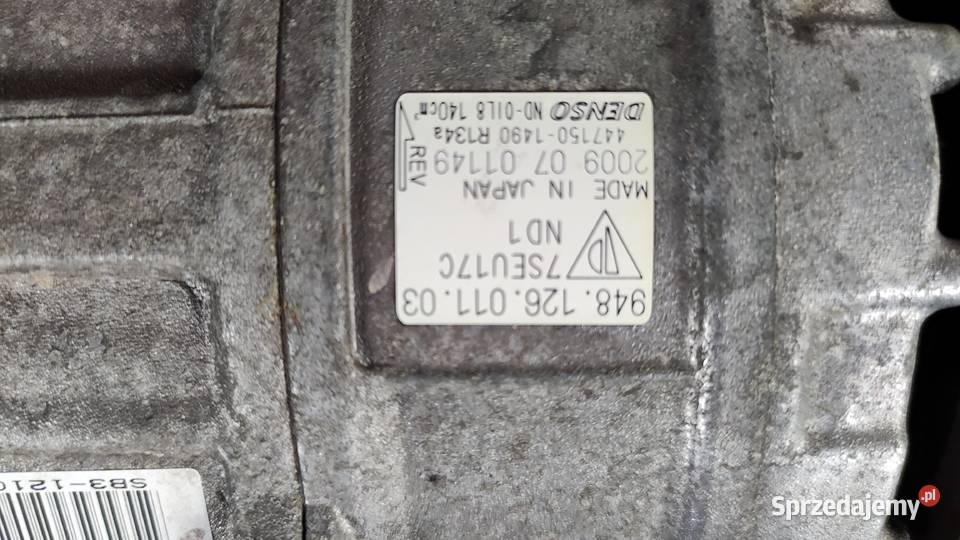 948.126.011.03
7SEU17C
ND1
MADE IN JAPAN
2009 07 01149
REV
447150-1490 R134a
DENSO ND-OIL8 140cm³
SB3-121
Sprzedajemy.pl